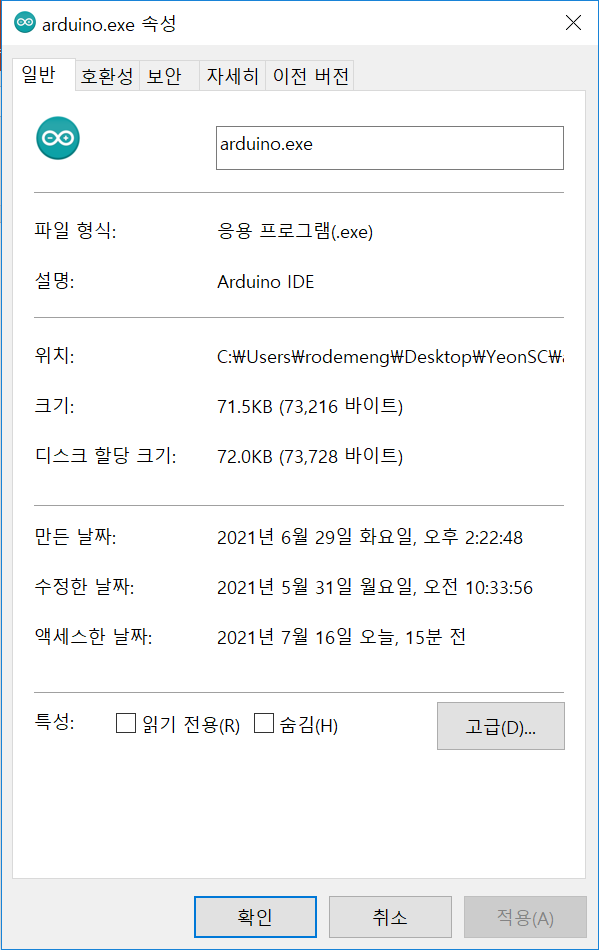 arduino.exe 속성
일반 호환성 보안 자세히 이전 버전
arduino.exe
파일 형식: 응용 프로그램(.exe)
설명: Arduino IDE
위치: C:₩Users₩rodemeng₩Desktop₩YeonSC₩
크기: 71.5KB (73,216 바이트)
디스크 할당 크기: 72.0KB (73,728 바이트)
만든 날짜: 2021년 6월 29일 화요일, 오후 2:22:48
수정한 날짜: 2021년 5월 31일 월요일, 오전 10:33:56
액세스한 날짜: 2021년 7월 16일 오늘, 15분 전
특성: 읽기 전용(R) 숨김(H) 고급(D)...
확인 취소 적용(A)